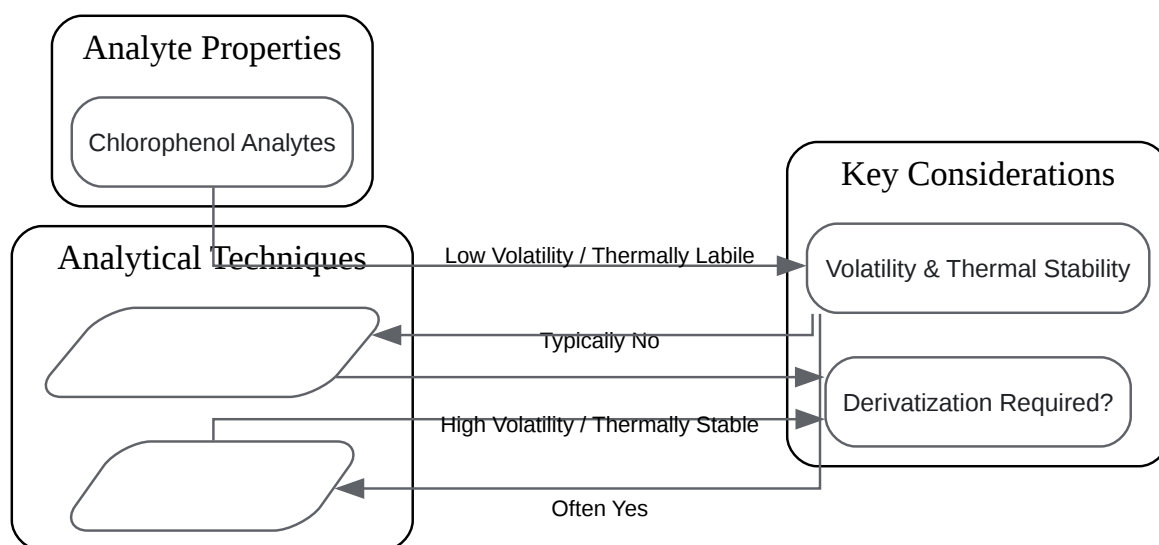 Analyte Properties
Chlorophenol Analytes
Key Considerations
Analytical Techniques
Low Volatility / Thermally Labile
Volatility & Thermal Stability
Typically No
Derivatization Required?
High Volatility / Thermally Stable
Often Yes